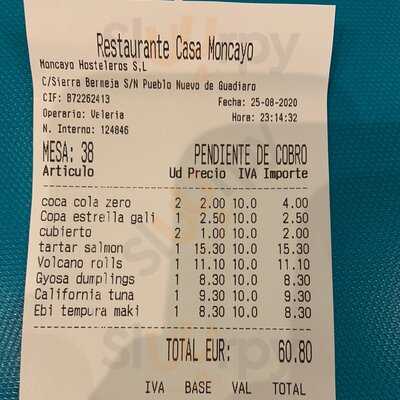 Restaurante Casa Moncayo
Moncayo Hosteleros S,L
C/Sierra Bermeja S/N Pueblo Nuevo de Guadiaro
CIF: B72262413 Fecha: 25-08-2020
Operario: Valeria Hora: 23:14:32
N. Interno: 124846
MESA: 38 PENDIENTE DE COBRO
Articulo Ud Precio IVA Importe
coca cola zero 2 2.00 10.0 4.00
Copa estrella gali 1 2.50 10.0 2.50
cubierto 2 1.00 10.0 2.00
tartar salmon 1 15.30 10.0 15.30
Volcano rolls 1 11.10 10.0 11.10
Gyosa dumplings 1 8.30 10.0 8.30
California tuna 1 9.30 10.0 9.30
Ebi tempura maki 1 8.30 10.0 8.30
TOTAL EUR: 60.80
IVA BASE VAL TOTAL